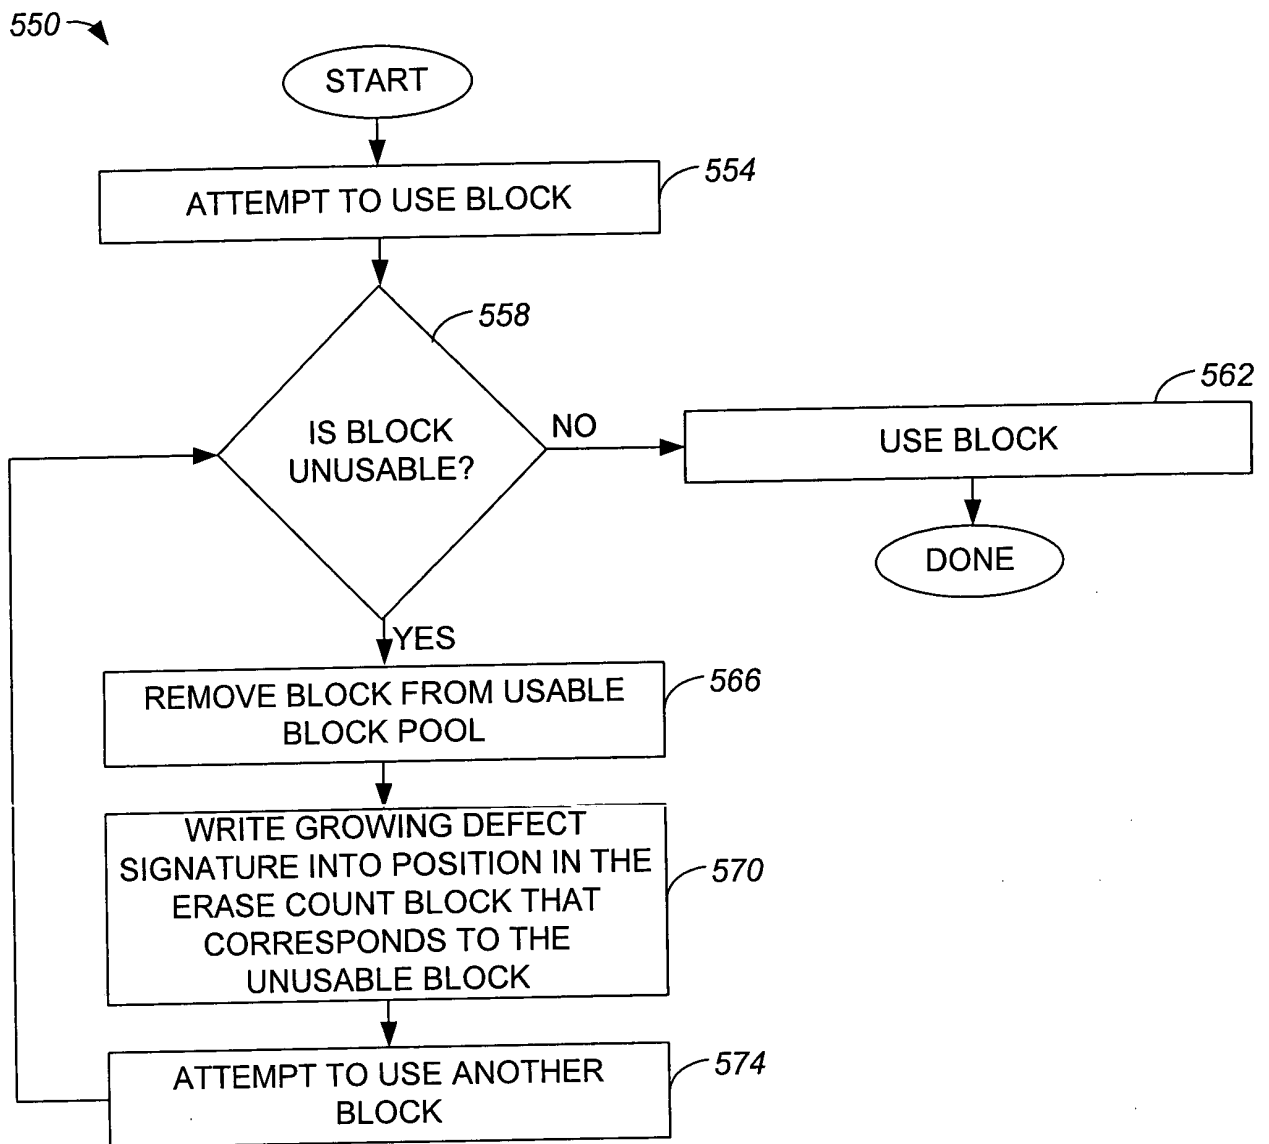 550
START
ATTEMPT TO USE BLOCK
554
558
IS BLOCK
UNUSABLE?
NO
562
USE BLOCK
DONE
YES
REMOVE BLOCK FROM USABLE
BLOCK POOL
566
WRITE GROWING DEFECT
SIGNATURE INTO POSITION IN THE
ERASE COUNT BLOCK THAT
CORRESPONDS TO THE
UNUSABLE BLOCK
570
ATTEMPT TO USE ANOTHER
BLOCK
574